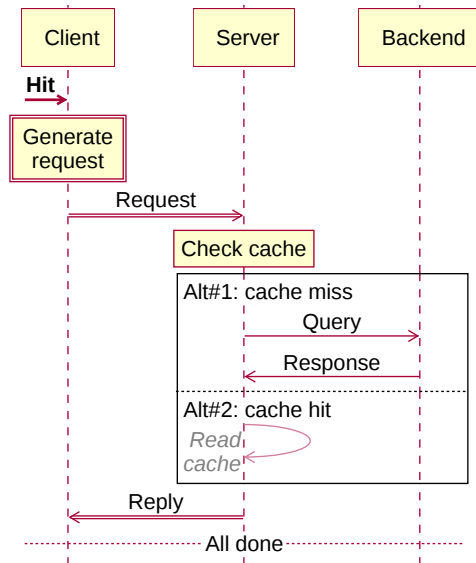 Client
Server
Backend
Hit
Generate
request
Request
Check cache
Alt#1: cache miss
Query
Response
Alt#2: cache hit
Read
cache
Reply
All done